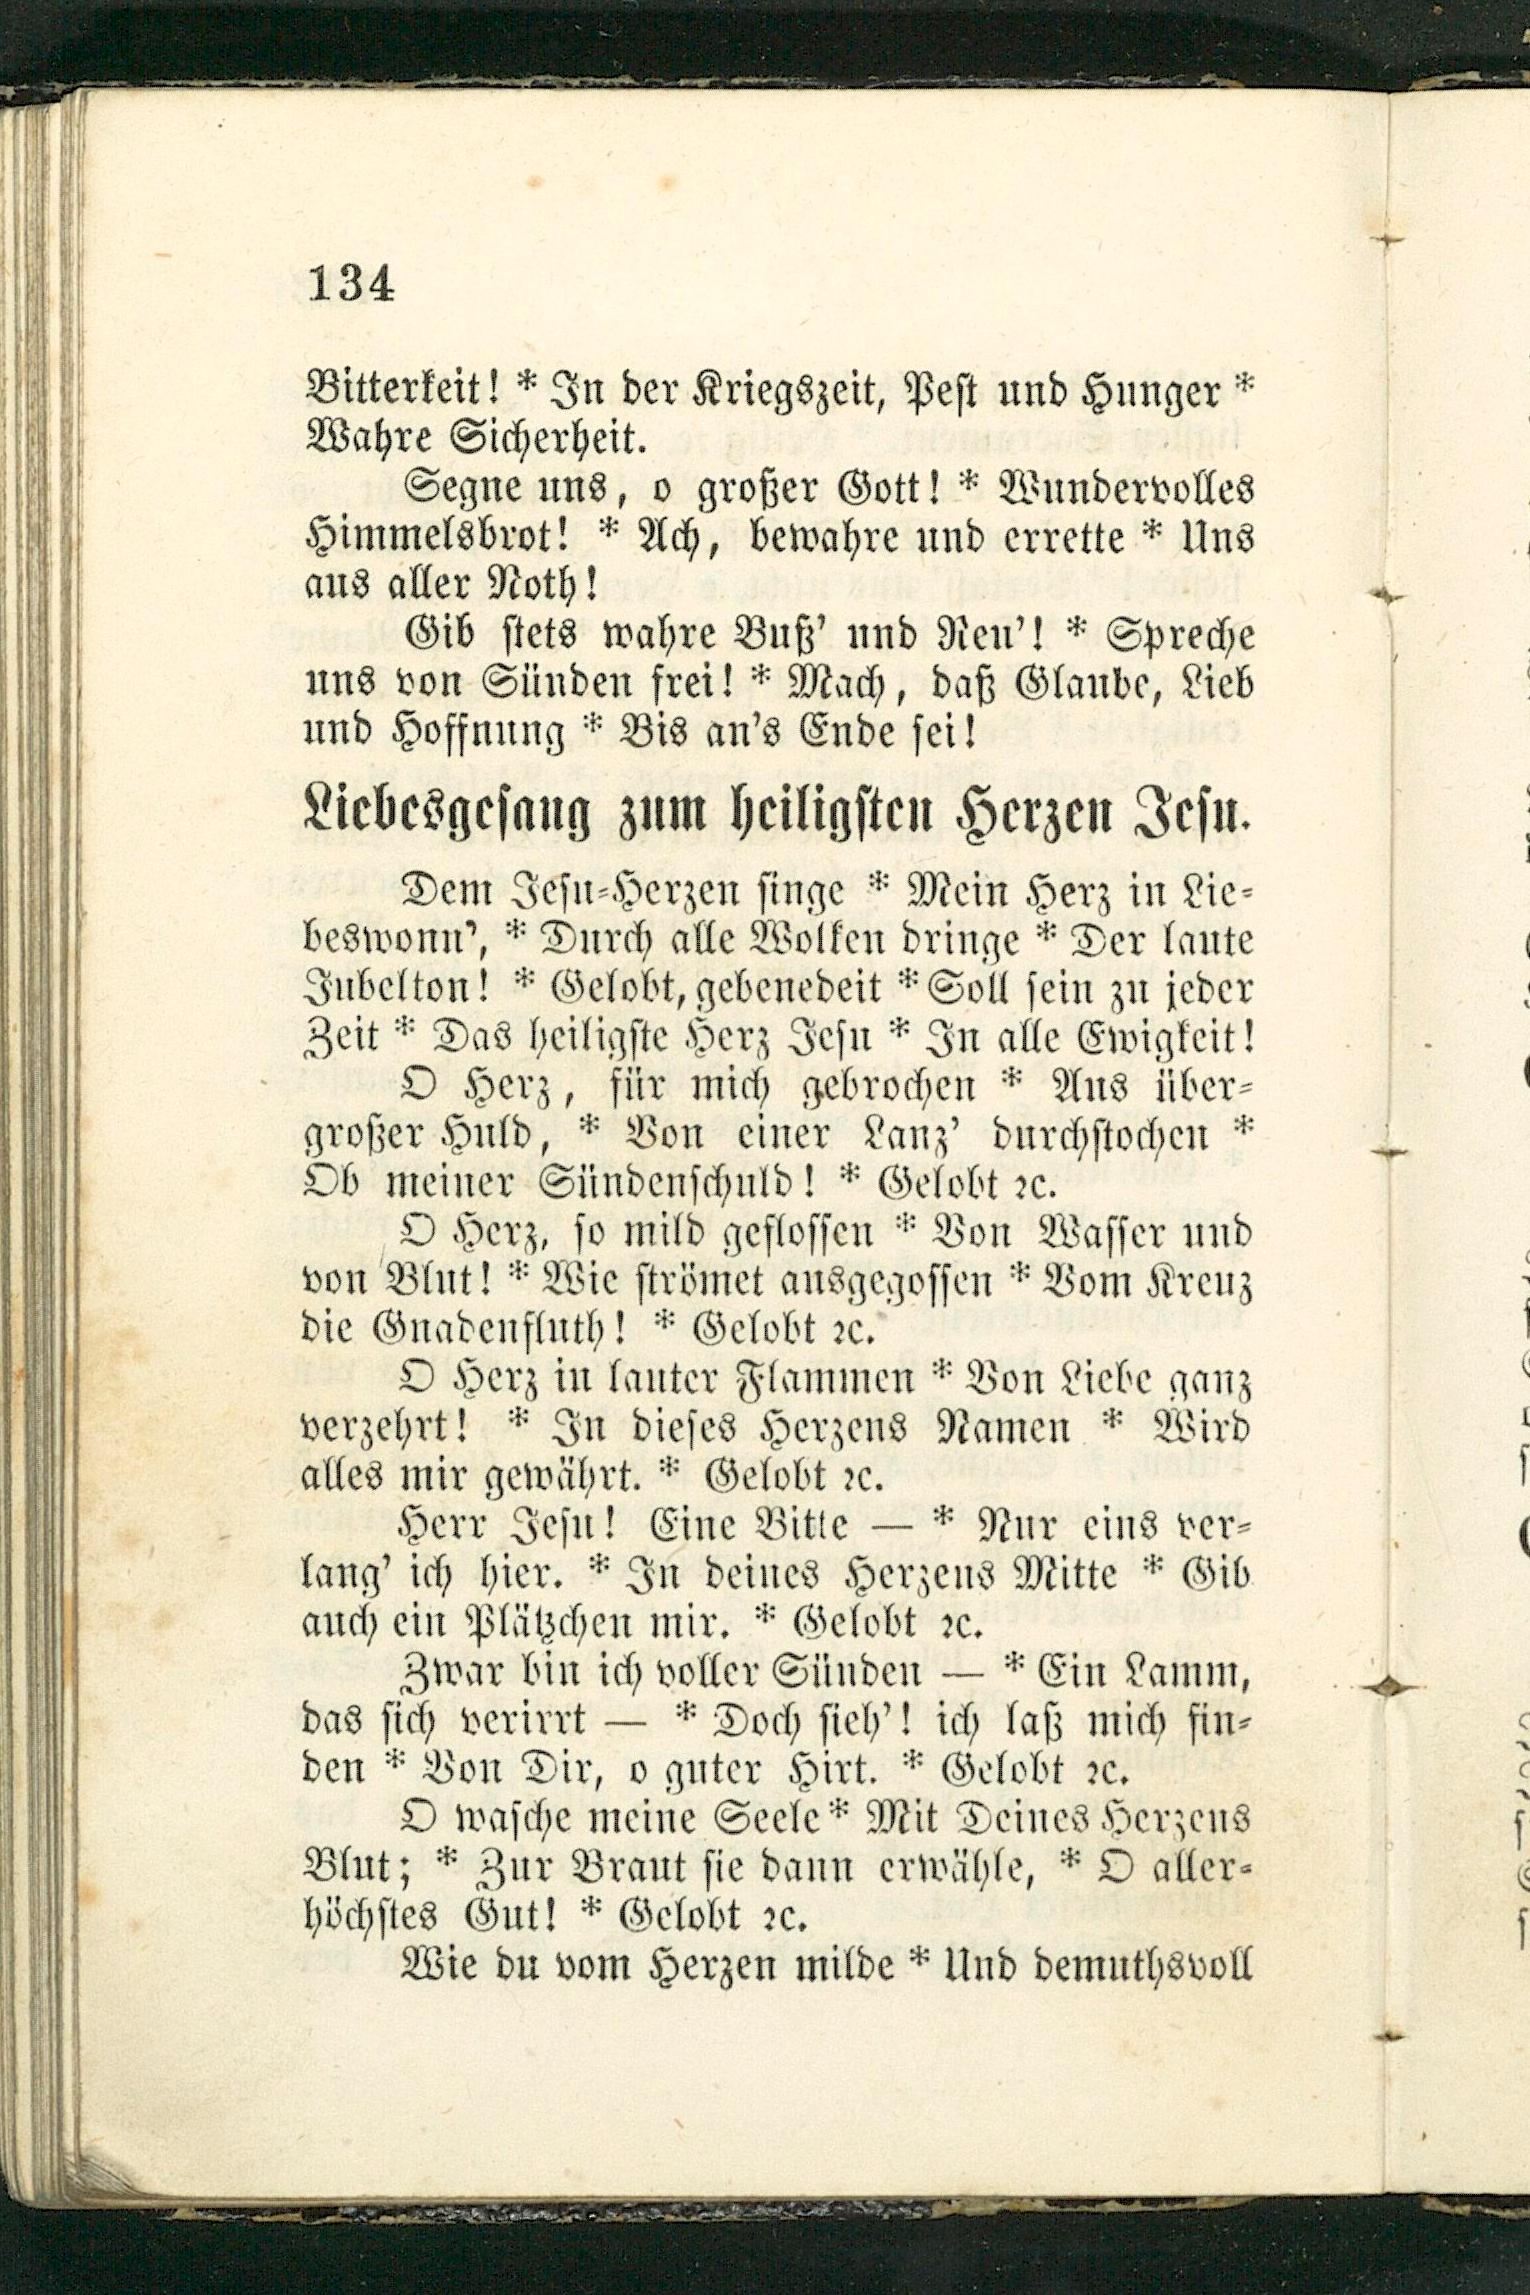 134
Bitterkeit! * In der Kriegszeit, Pest und Hunger *
Wahre Sicherheit.
Segne uns, o großer Gott! * Wundervolles
Himmelsbrot! * Ach, bewahre und errette * Uns
aus aller Noth!
Gib stets wahre Buß' und Reu'! * Spreche
uns von Sünden frei! * Mach, daß Glaube, Lieb
und Hoffnung * Bis an's Ende sei!
Liebesgesang zum heiligsten Herzen Jesu.
Dem Jesu-Herzen singe * Mein Herz in Lie-
beswonn', * Durch alle Wolken dringe * Der laute
Jubelton! * Gelobt, gebenedeit * Soll sein zu jeder
Zeit * Das heiligste Herz Jesu * In alle Ewigkeit!
O Herz, für mich gebrochen * Aus über-
großer Huld, * Von einer Lanz' durchstochen *
Ob meiner Sündenschuld! * Gelobt ꝛc.
O Herz, so mild geflossen * Von Wasser und
von Blut! * Wie strömet ausgegossen * Vom Kreuz
die Gnadenfluth! * Gelobt ꝛc.
O Herz in lauter Flammen * Von Liebe ganz
verzehrt! * In dieses Herzens Namen * Wird
alles mir gewährt. * Gelobt ꝛc.
Herr Jesu! Eine Bitte — * Nur eins ver-
lang' ich hier. * In deines Herzens Mitte * Gib
auch ein Plätzchen mir. * Gelobt ꝛc.
Zwar bin ich voller Sünden — * Ein Lamm,
das sich verirrt — * Doch sieh'! ich laß mich fin-
den * Von Dir, o guter Hirt. * Gelobt ꝛc.
O wasche meine Seele * Mit Deines Herzens
Blut; * Zur Braut sie dann erwähle, * O aller-
höchstes Gut! * Gelobt ꝛc.
Wie du vom Herzen milde * Und demuthsvoll